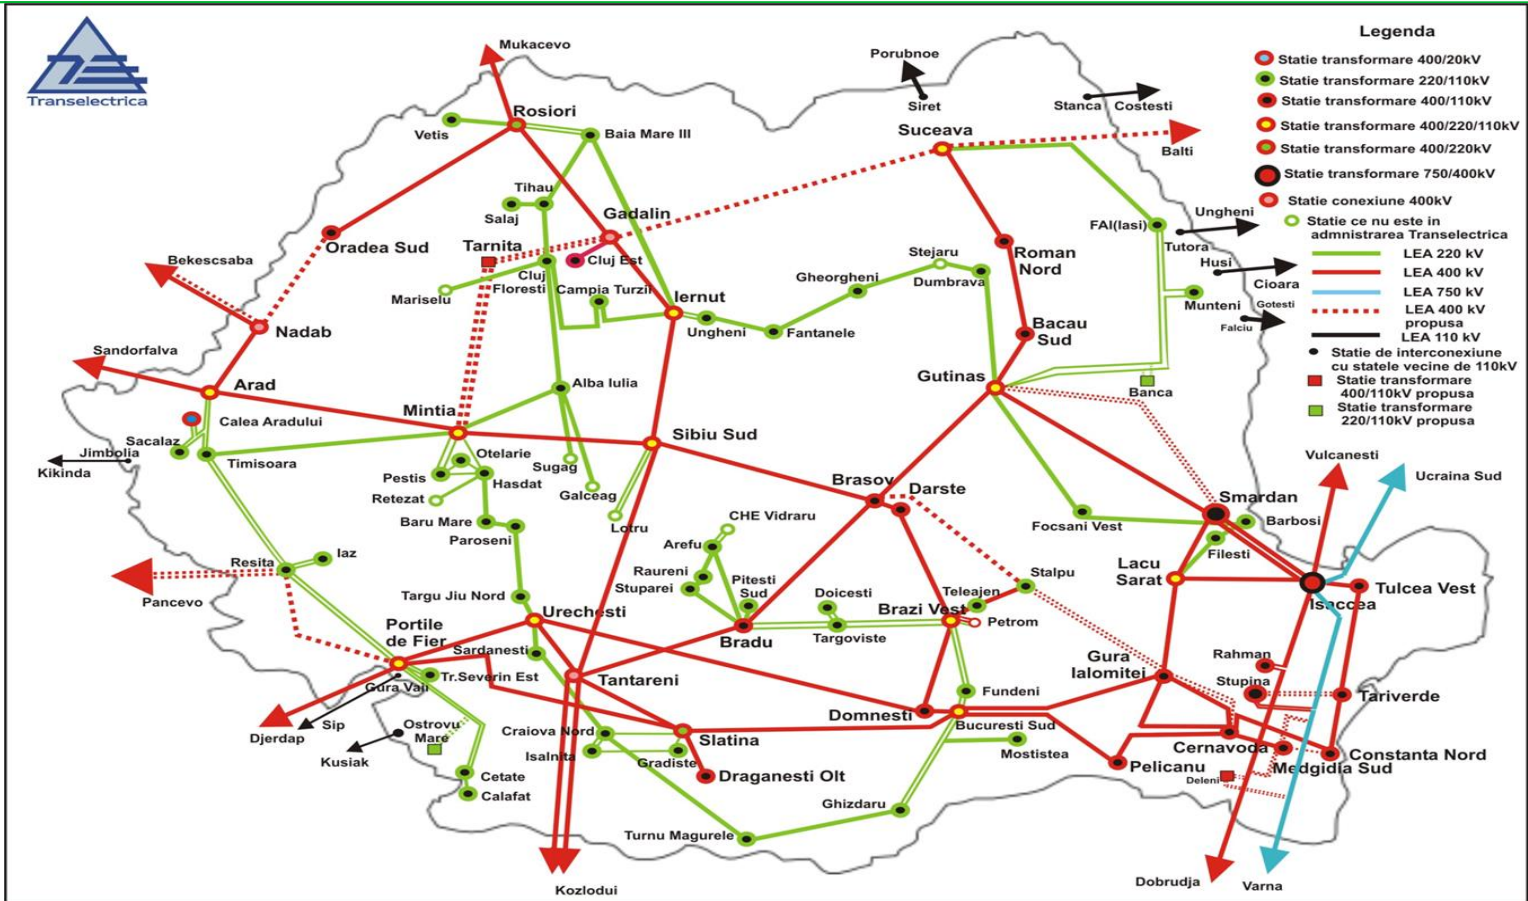 Transelectrica
Legenda
Statie transformare 400/20kV
Statie transformare 220/110kV
Statie transformare 400/110kV
Statie transformare 400/220/110kV
Statie transformare 400/220kV
Statie transformare 750/400kV
Statie conexiune 400kV
Statie ce nu este in
admnistrarea Transelectrica
LEA 220 kV
LEA 400 kV
LEA 750 kV
LEA 400 kV
propusa
LEA 110 kV
Statie de interconexiune
cu statele vecine de 110kV
Statie transformare
400/110kV propusa
Statie transformare
220/110kV propusa
Mukacevo
Porubnoe
Siret
Stanca
Costesti
Rosiori
Vetis
Baia Mare III
Suceava
Balti
Tihau
Salaj
Gadalin
Oradea Sud
Tarnita
Cluj Est
Cluj
Floresti
Mariselu
Campia Turzii
Iernut
Ungheni
Fantanele
Gheorgheni
Stejaru
Dumbrava
Roman
Nord
Bacau
Sud
Gutinas
FAI(Iasi)
Ungheni
Tutora
Husi
Cioara
Munteni
Gotesti
Falciu
Banca
Bekescsaba
Nadab
Sandorfalva
Arad
Calea Aradului
Sacalaz
Jimbolia
Kikinda
Timisoara
Mintia
Alba Iulia
Sibiu Sud
Otelarie
Pestis
Hasdat
Retezat
Sugag
Galceag
Lotru
Baru Mare
Paroseni
Brasov
Darste
CHE Vidraru
Arefu
Raureni
Stuparei
Pitesti
Sud
Bradu
Doicesti
Targoviste
Brazi Vest
Teleajen
Stalpu
Petrom
Focsani Vest
Smardan
Barbosi
Filesti
Lacu
Sarat
Vulcanesti
Ucraina Sud
Isaccea
Tulcea Vest
Resita
Iaz
Pancevo
Targu Jiu Nord
Urechesti
Portile
de Fier
Sardanesti
Gura Vaii
Tr.Severin Est
Djerdap
Sip
Kusiak
Ostrovu
Mare
Cetate
Calafat
Tantareni
Craiova Nord
Isalnita
Gradiste
Slatina
Draganesti Olt
Turnu Magurele
Ghizdaru
Kozlodui
Fundeni
Domnesti
Bucuresti Sud
Mostistea
Gura
Ialomitei
Pelicanu
Cernavoda
Rahman
Stupina
Tariverde
Constanta Nord
Medgidia Sud
Deleni
Dobrudja
Varna